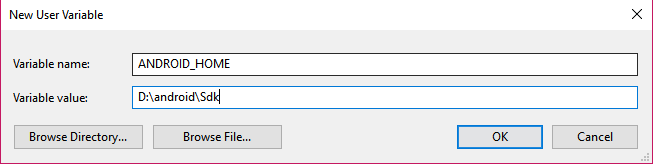 New User Variable
Variable name: ANDROID_HOME
Variable value: D:\android\Sdk
Browse Directory... Browse File... OK Cancel